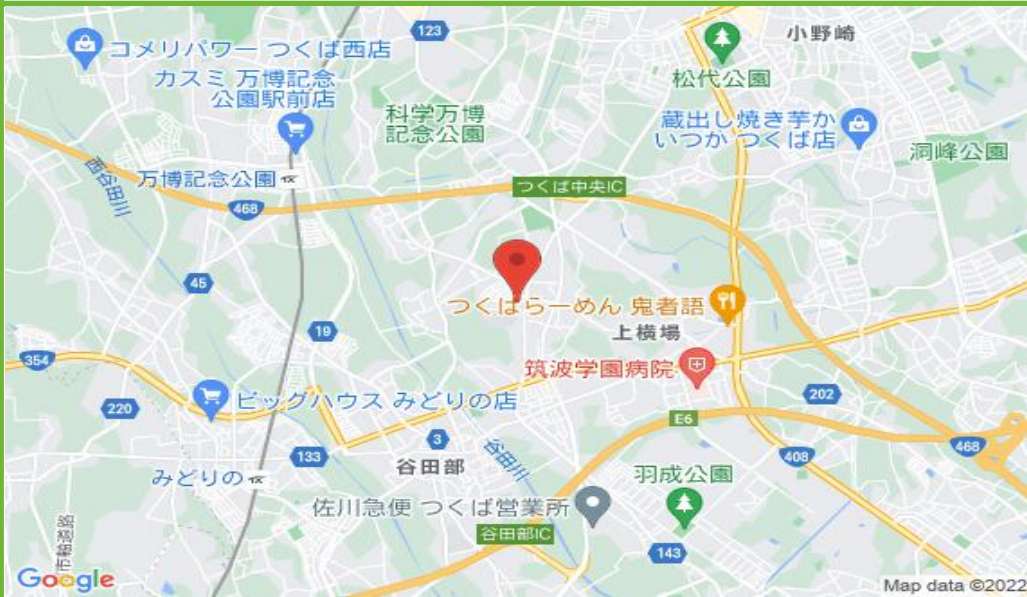 123
小野崎
コメリパワー つくば西店
カスミ 万博記念
公園駅前店
松代公園
科学万博
記念公園
蔵出し焼き芋か
いつか つくば店
洞峰公園
西谷田川
万博記念公園
つくば中央IC
468
45
つくばらーめん 鬼者語
上横場
19
354
筑波学園病院
220
ビッグハウス みどりの店
202
E6
3
谷田部
谷田川
133
468
408
みどりの
羽成公園
佐川急便 つくば営業所
谷田部IC
143
Google
Map data ©2022